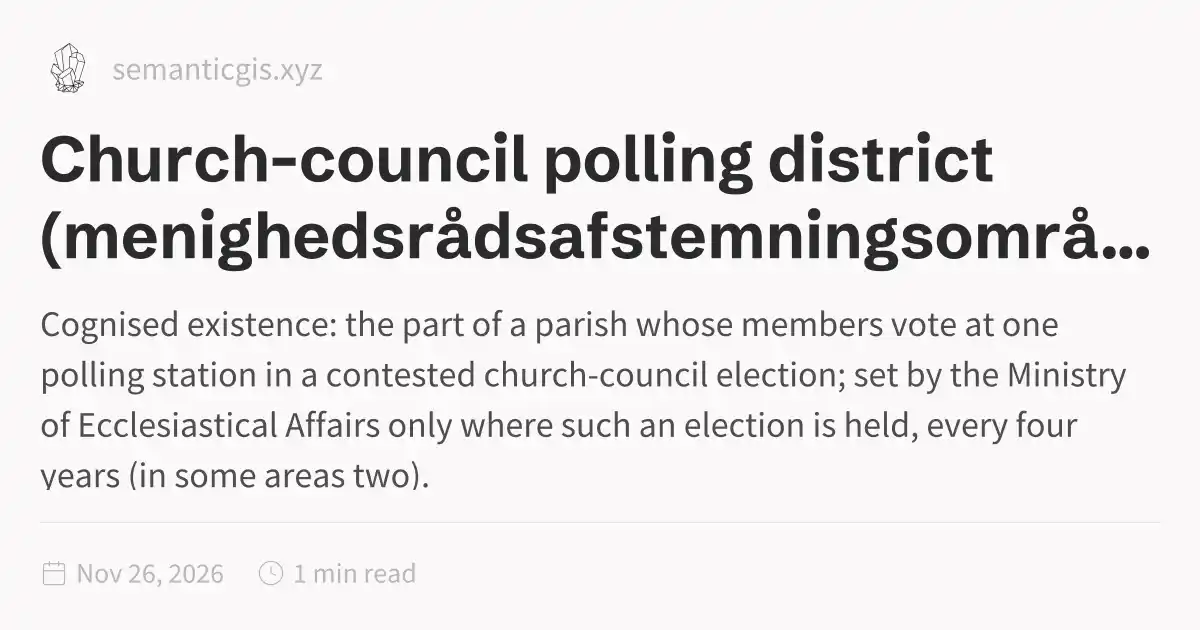 semanticgis.xyz
Church-council polling district
(menighedsrådsafstemningsområ...
Cognised existence: the part of a parish whose members vote at one
polling station in a contested church-council election; set by the Ministry
of Ecclesiastical Affairs only where such an election is held, every four
years (in some areas two).
Nov 26, 2026 1 min read